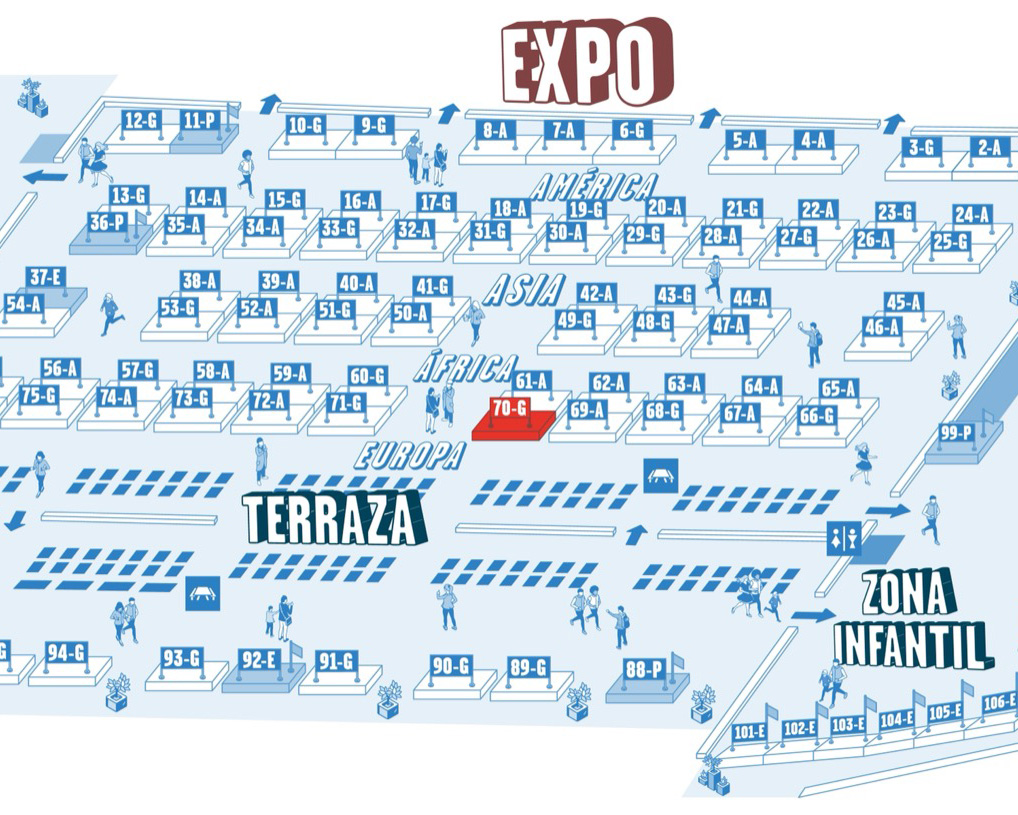 EXPO
12-G 11-P 10-G 9-G 8-A 7-A 6-G 5-A 4-A 3-G 2-A
AMÉRICA
13-G 14-A 15-G 16-A 17-G 18-A 19-G 20-A 21-G 22-A 23-G 24-A
36-P 35-A 34-A 33-G 32-A 31-G 30-A 29-G 28-A 27-G 26-A 25-G
ASIA
37-E 38-A 39-A 40-A 41-G 42-A 43-G 44-A 45-A
54-A 53-G 52-A 51-G 50-A 49-G 48-G 47-A 46-A
ÁFRICA
56-A 57-G 58-A 59-A 60-G 61-A 62-A 63-A 64-A 65-A
75-G 74-A 73-G 72-A 71-G 70-G 69-A 68-G 67-A 66-G
99-P
EUROPA
TERRAZA
ZONA
INFANTIL
G 94-G 93-G 92-E 91-G 90-G 89-G 88-P
101-E 102-E 103-E 104-E 105-E 106-E